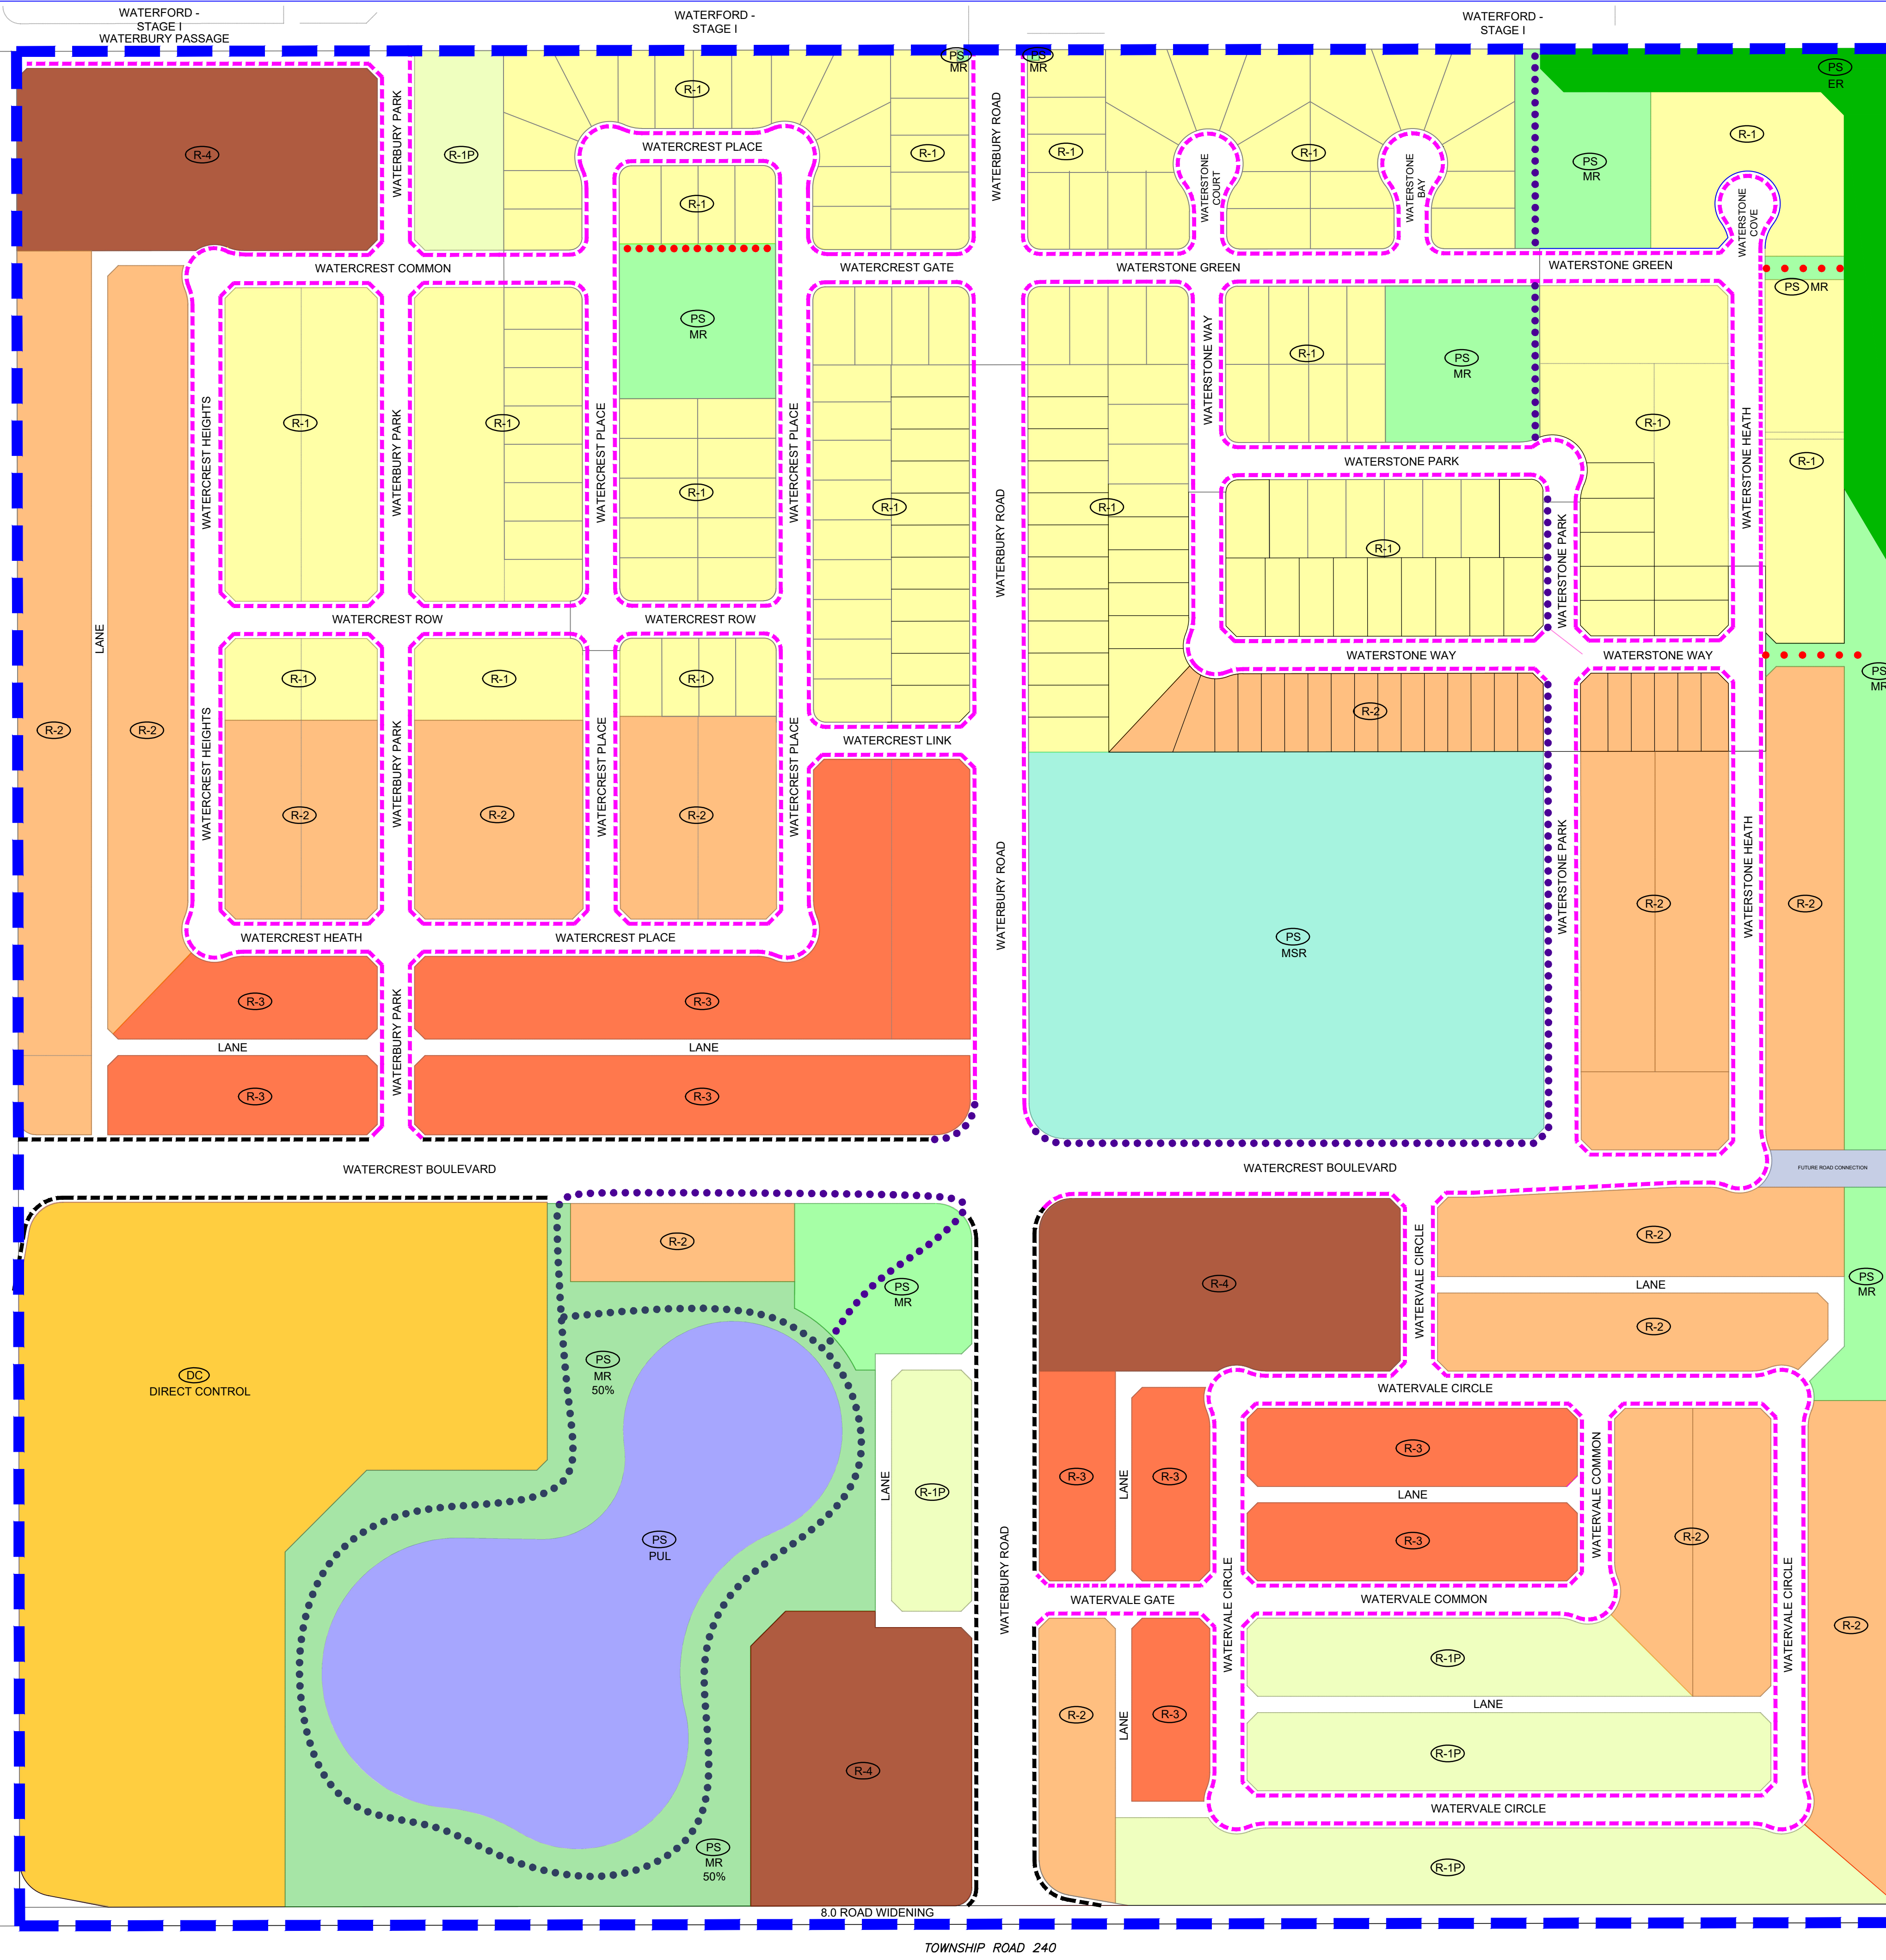 WATERFORD -
STAGE I
WATERBURY PASSAGE
WATERFORD -
STAGE I
WATERFORD -
STAGE I
R-4
WATERBURY PARK
R-1P
R-1
WATERCREST PLACE
R-1
R-1
PS
MR
WATERBURY ROAD
PS
MR
R-1
WATERSTONE
COURT
R-1
WATERSTONE
BAY
PS
MR
R-1
PS
ER
WATERSTONE
COVE
WATERCREST COMMON
WATERCREST GATE
WATERSTONE GREEN
WATERSTONE GREEN
PS MR
PS
MR
WATERSTONE WAY
R-1
PS
MR
R-2
LANE
R-2
WATERCREST HEIGHTS
R-1
WATERBURY PARK
R-1
WATERCREST PLACE
R-1
WATERCREST PLACE
R-1
WATERBURY ROAD
R-1
WATERSTONE PARK
R-1
WATERSTONE PARK
R-1
WATERSTONE HEATH
R-1
WATERCREST ROW
WATERCREST ROW
WATERSTONE WAY
WATERSTONE WAY
PS
MR
R-1
R-1
R-1
WATERCREST HEIGHTS
WATERBURY PARK
WATERCREST PLACE
WATERCREST PLACE
WATERCREST LINK
R-2
R-2
R-2
R-2
WATERBURY ROAD
PS
MSR
WATERSTONE PARK
R-2
WATERSTONE HEATH
R-2
WATERCREST HEATH
WATERCREST PLACE
R-3
WATERBURY PARK
R-3
LANE
LANE
R-3
R-3
WATERCREST BOULEVARD
WATERCREST BOULEVARD
FUTURE ROAD CONNECTION
DC
DIRECT CONTROL
R-2
PS
MR
PS
MR
50%
R-4
WATERVALE CIRCLE
R-2
LANE
R-2
PS
MR
WATERVALE CIRCLE
PS
PUL
LANE
R-1P
WATERBURY ROAD
R-3
LANE
R-3
R-3
LANE
R-3
WATERVALE COMMON
R-2
WATERVALE CIRCLE
R-2
WATERVALE GATE
WATERVALE COMMON
WATERVALE CIRCLE
R-1P
LANE
R-1P
R-2
LANE
R-3
R-4
PS
MR
50%
WATERVALE CIRCLE
R-1P
8.0 ROAD WIDENING
TOWNSHIP ROAD 240